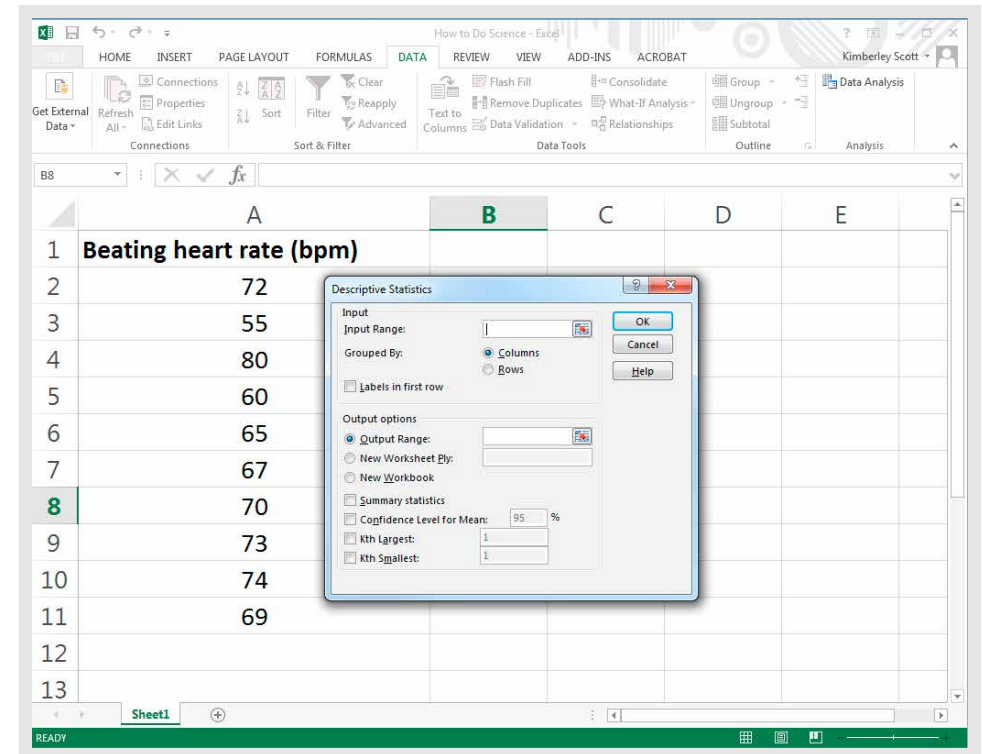 How to Do Science - Excel
HOME INSERT PAGE LAYOUT FORMULAS DATA REVIEW VIEW ADD-INS ACROBAT Kimberley Scott
Get External Data
Refresh All
Connections
Properties
Edit Links
Connections
Sort
Filter
Clear
Reapply
Advanced
Sort & Filter
Text to Columns
Flash Fill
Remove Duplicates
Data Validation
Consolidate
What-If Analysis
Relationships
Data Tools
Group
Ungroup
Subtotal
Outline
Data Analysis
Analysis
B8 fx
A B C D E
1 Beating heart rate (bpm)
2 72
3 55
4 80
5 60
6 65
7 67
8 70
9 73
10 74
11 69
12
13
Descriptive Statistics
Input
Input Range:
Grouped By: Columns
Rows
Labels in first row
OK
Cancel
Help
Output options
Output Range:
New Worksheet Ply:
New Workbook
Summary statistics
Confidence Level for Mean: 95 %
Kth Largest: 1
Kth Smallest: 1
Sheet1
READY